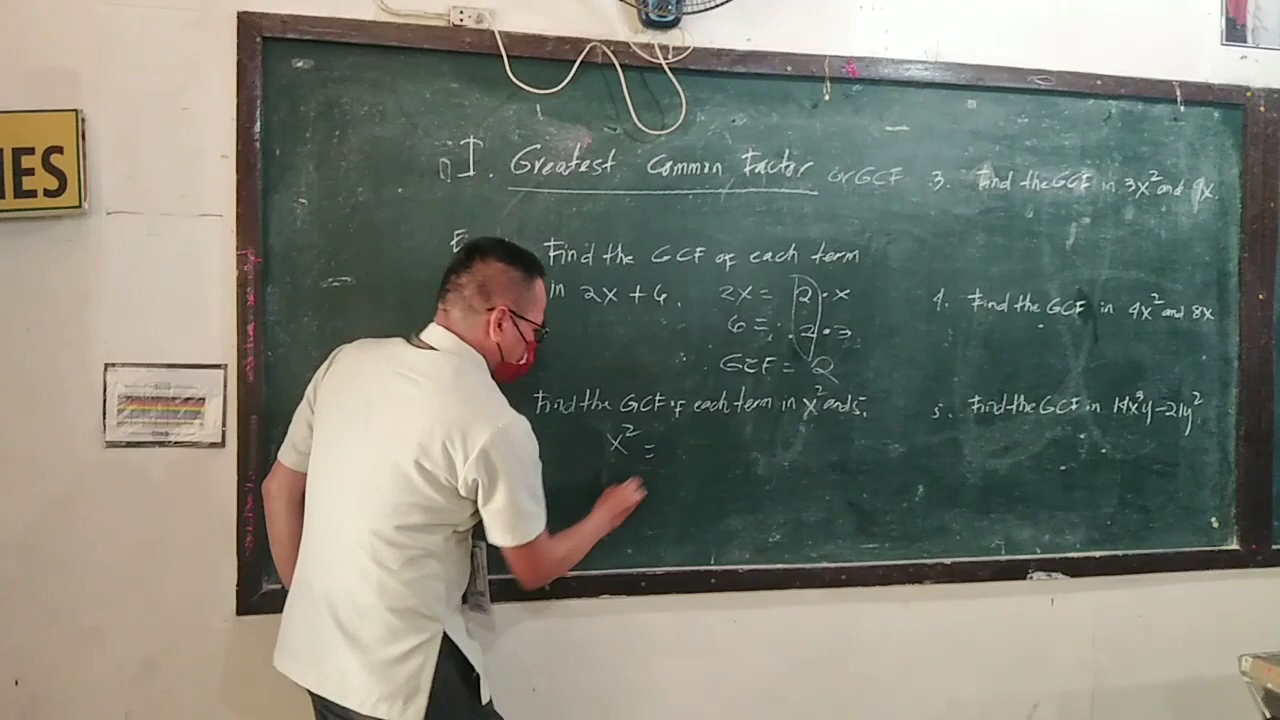 IES
I. Greatest Common Factor or GCF
Find the GCF of each term
in 2x + 6.
2x = 2 · x
6 = 2 · 3
GCF = 2
Find the GCF of each term in x² and 5.
x² =
3. Find the GCF in 3x² and 9x.
4. Find the GCF in 4x² and 8x
5. Find the GCF in 14x³y - 21y²